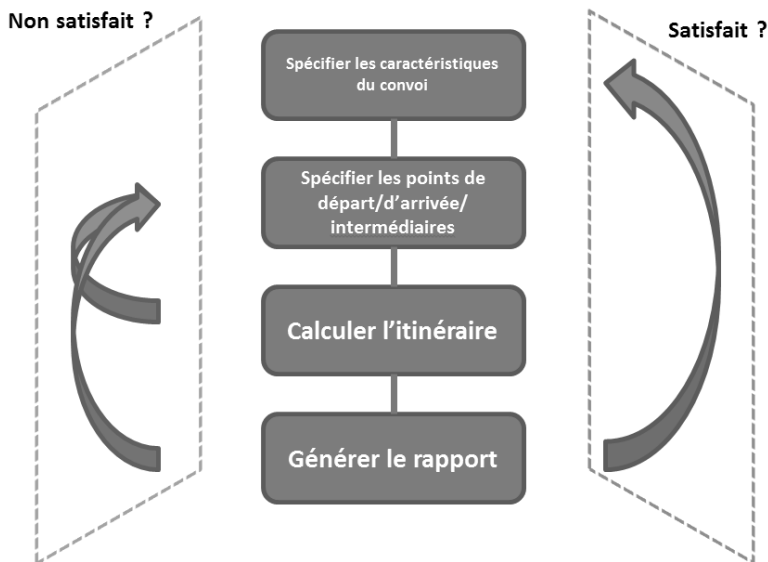 Non satisfait ?
Satisfait ?
Spécifier les caractéristiques
du convoi
Spécifier les points de
départ/d'arrivée/
intermédiaires
Calculer l'itinéraire
Générer le rapport